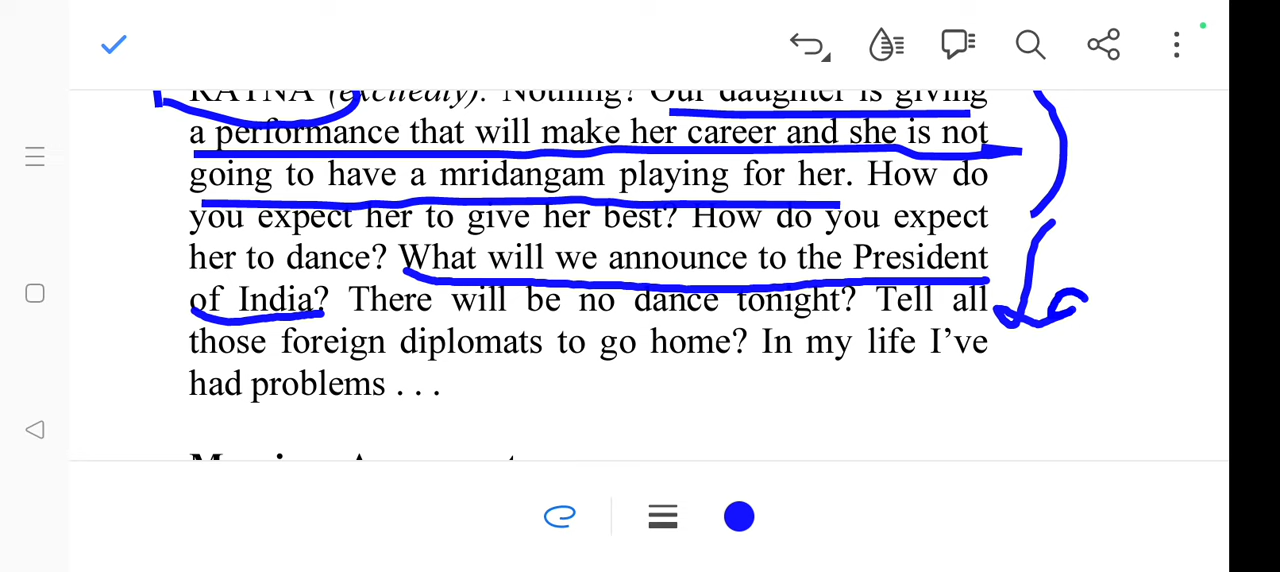 RATNA (excitedly). Nothing? Our daughter is giving
a performance that will make her career and she is not
going to have a mridangam playing for her. How do
you expect her to give her best? How do you expect
her to dance? What will we announce to the President
of India? There will be no dance tonight? Tell all
those foreign diplomats to go home? In my life I’ve
had problems . . .